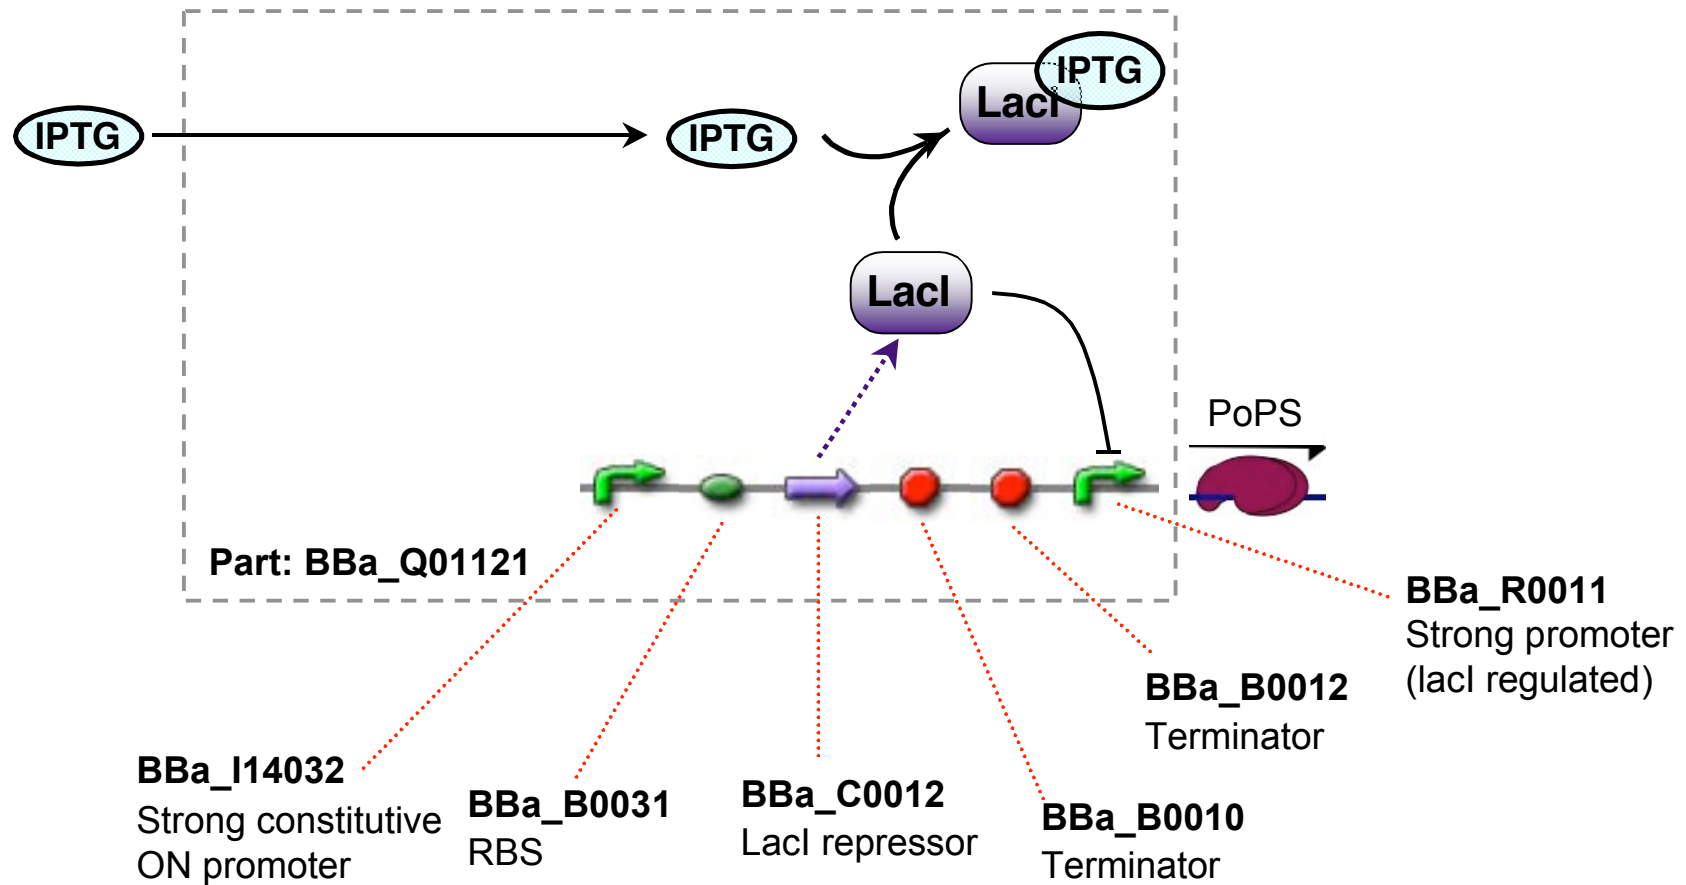 IPTG
LacI
IPTG
IPTG
LacI
PoPS
Part: BBa_Q01121
BBa_R0011
Strong promoter
(lacI regulated)
BBa_B0012
Terminator
BBa_I14032
Strong constitutive
ON promoter
BBa_B0031
RBS
BBa_C0012
LacI repressor
BBa_B0010
Terminator